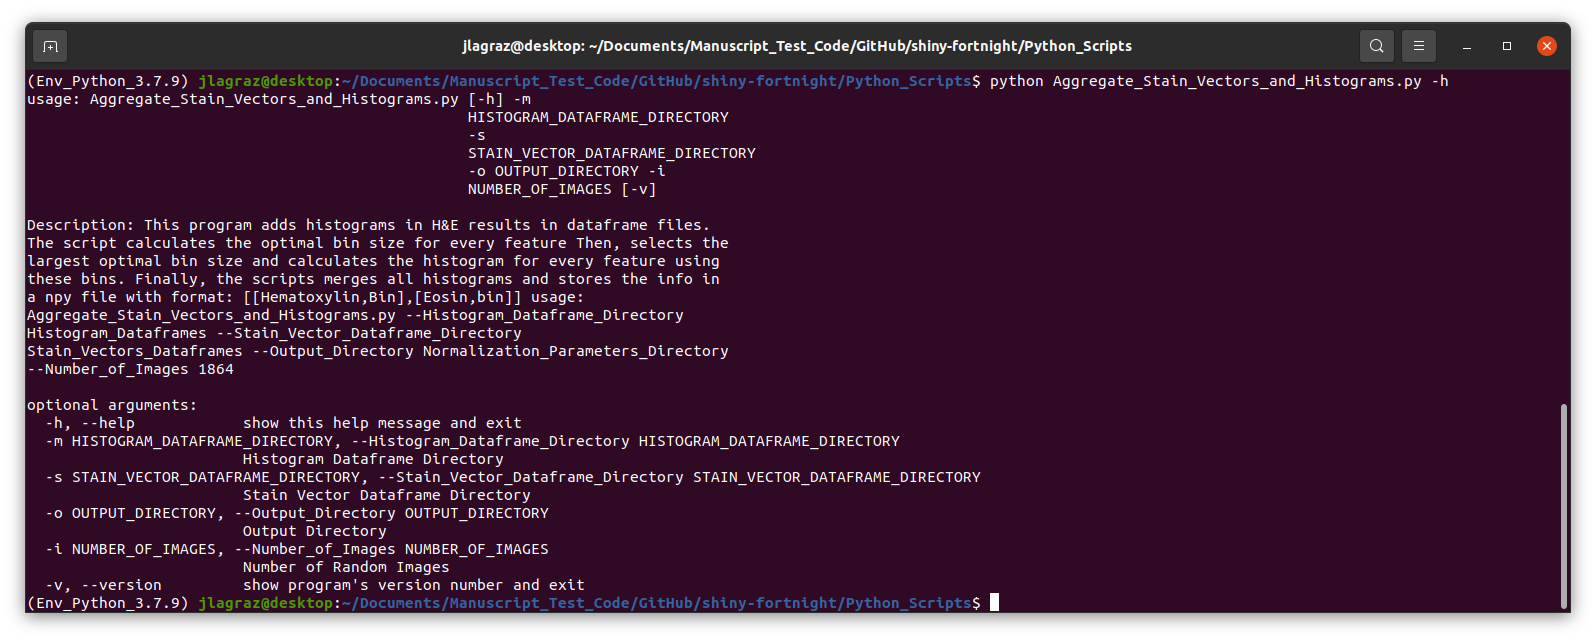 jlagraz@desktop: ~/Documents/Manuscript_Test_Code/GitHub/shiny-fortnight/Python_Scripts
(Env_Python_3.7.9) jlagraz@desktop:~/Documents/Manuscript_Test_Code/GitHub/shiny-fortnight/Python_Scripts$ python Aggregate_Stain_Vectors_and_Histograms.py -h
usage: Aggregate_Stain_Vectors_and_Histograms.py [-h] -m
HISTOGRAM_DATAFRAME_DIRECTORY
-s
STAIN_VECTOR_DATAFRAME_DIRECTORY
-o OUTPUT_DIRECTORY -i
NUMBER_OF_IMAGES [-v]
Description: This program adds histograms in H&E results in dataframe files.
The script calculates the optimal bin size for every feature Then, selects the
largest optimal bin size and calculates the histogram for every feature using
these bins. Finally, the scripts merges all histograms and stores the info in
a npy file with format: [[Hematoxylin,Bin],[Eosin,bin]] usage:
Aggregate_Stain_Vectors_and_Histograms.py --Histogram_Dataframe_Directory
Histogram_Dataframes --Stain_Vector_Dataframe_Directory
Stain_Vectors_Dataframes --Output_Directory Normalization_Parameters_Directory
--Number_of_Images 1864
optional arguments:
-h, --help show this help message and exit
-m HISTOGRAM_DATAFRAME_DIRECTORY, --Histogram_Dataframe_Directory HISTOGRAM_DATAFRAME_DIRECTORY
Histogram Dataframe Directory
-s STAIN_VECTOR_DATAFRAME_DIRECTORY, --Stain_Vector_Dataframe_Directory STAIN_VECTOR_DATAFRAME_DIRECTORY
Stain Vector Dataframe Directory
-o OUTPUT_DIRECTORY, --Output_Directory OUTPUT_DIRECTORY
Output Directory
-i NUMBER_OF_IMAGES, --Number_of_Images NUMBER_OF_IMAGES
Number of Random Images
-v, --version show program's version number and exit
(Env_Python_3.7.9) jlagraz@desktop:~/Documents/Manuscript_Test_Code/GitHub/shiny-fortnight/Python_Scripts$